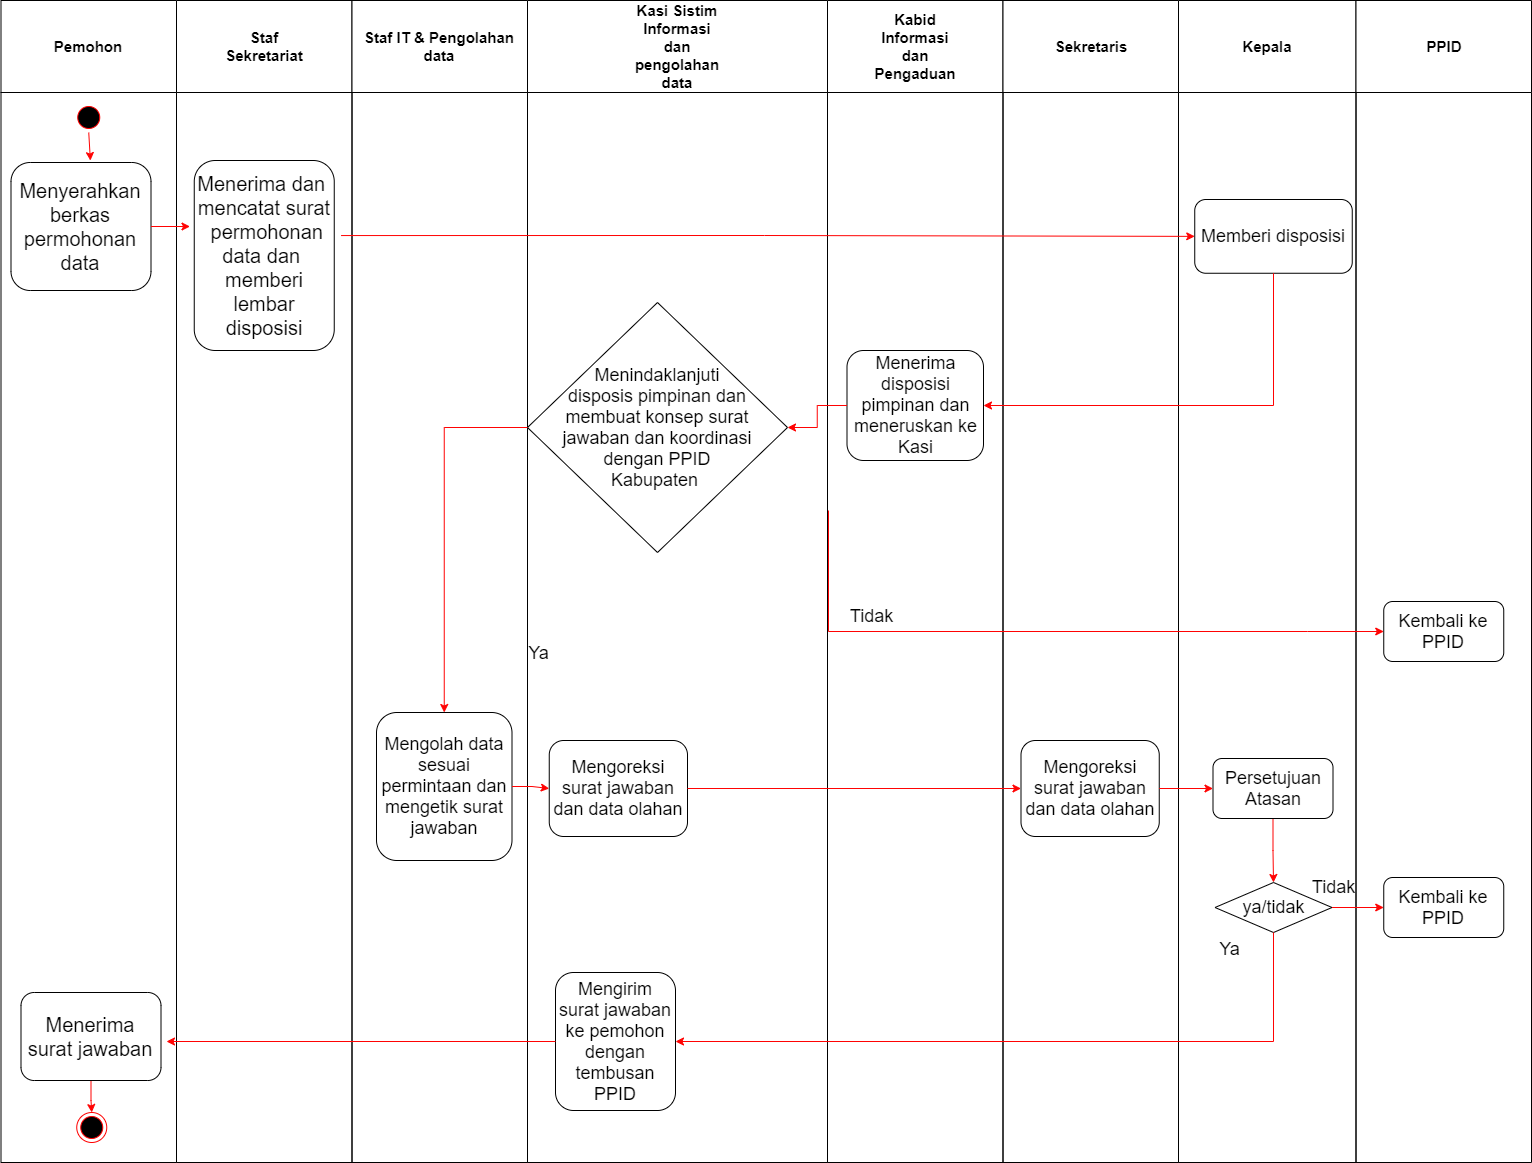 Pemohon
Staf
Sekretariat
Staf IT & Pengolahan
data
Kasi Sistim
Informasi
dan
pengolahan
data
Kabid
Informasi
dan
Pengaduan
Sekretaris
Kepala
PPID
Menyerahkan
berkas
permohonan
data
Menerima dan
mencatat surat
permohonan
data dan
memberi
lembar
disposisi
Memberi disposisi
Menerima
disposisi
pimpinan dan
meneruskan ke
Kasi
Menindaklanjuti
disposis pimpinan dan
membuat konsep surat
jawaban dan koordinasi
dengan PPID
Kabupaten
Tidak
Kembali ke
PPID
Ya
Mengolah data
sesuai
permintaan dan
mengetik surat
jawaban
Mengoreksi
surat jawaban
dan data olahan
Mengoreksi
surat jawaban
dan data olahan
Persetujuan
Atasan
ya/tidak
Tidak
Kembali ke
PPID
Ya
Mengirim
surat jawaban
ke pemohon
dengan
tembusan
PPID
Menerima
surat jawaban